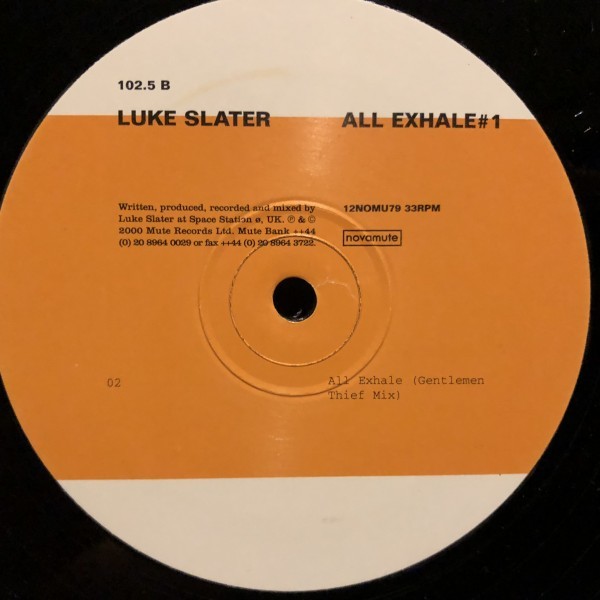 102.5 B
LUKE SLATER ALL EXHALE#1
Written, produced, recorded and mixed by
Luke Slater at Space Station ø, UK. ℗ & ©
2000 Mute Records Ltd. Mute Bank ++44
(0) 20 8964 0029 or fax ++44 (0) 20 8964 3722.
12NOMU79 33RPM
novamute
02
All Exhale (Gentlemen
Thief Mix)